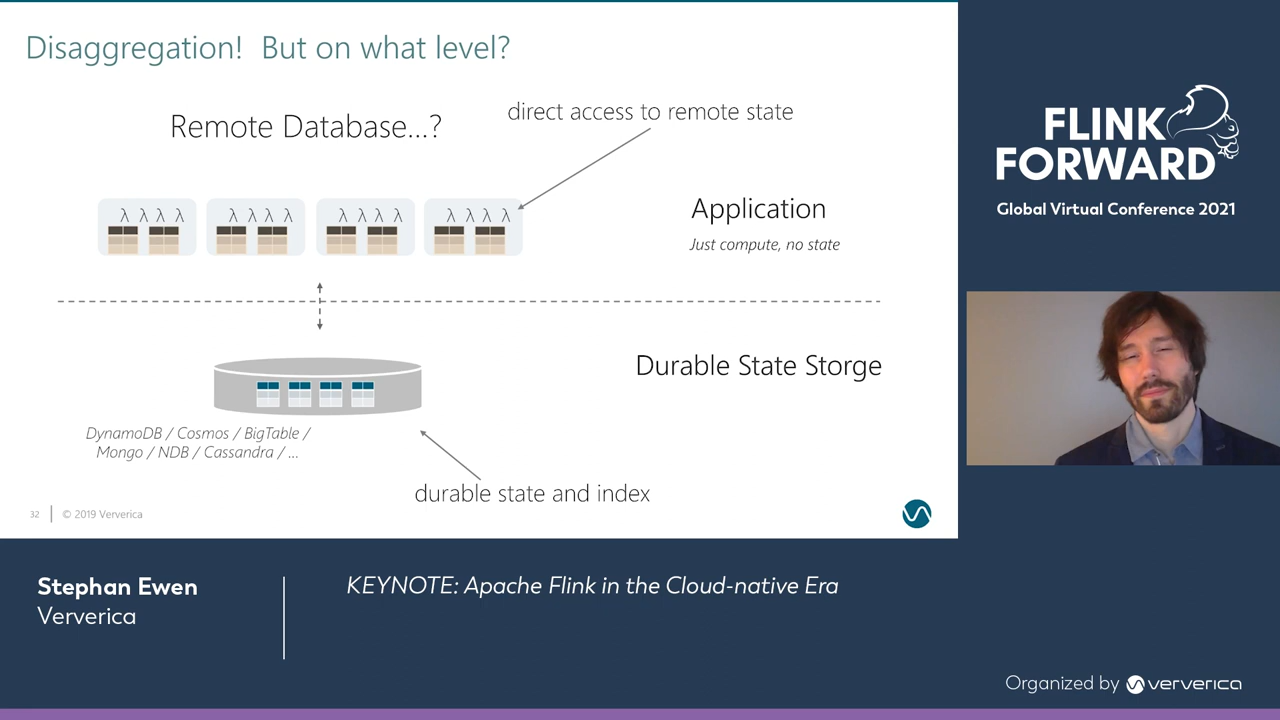 Disaggregation! But on what level?
Remote Database...?
direct access to remote state
λ λ λ λ
λ λ λ λ
λ λ λ λ
λ λ λ λ
Application
Just compute, no state
Durable State Storge
DynamoDB / Cosmos / BigTable /
Mongo / NDB / Cassandra / ...
durable state and index
32
© 2019 Ververica
FLINK
FORWARD
Global Virtual Conference 2021
Stephan Ewen
Ververica
KEYNOTE: Apache Flink in the Cloud-native Era
Organized by ververica